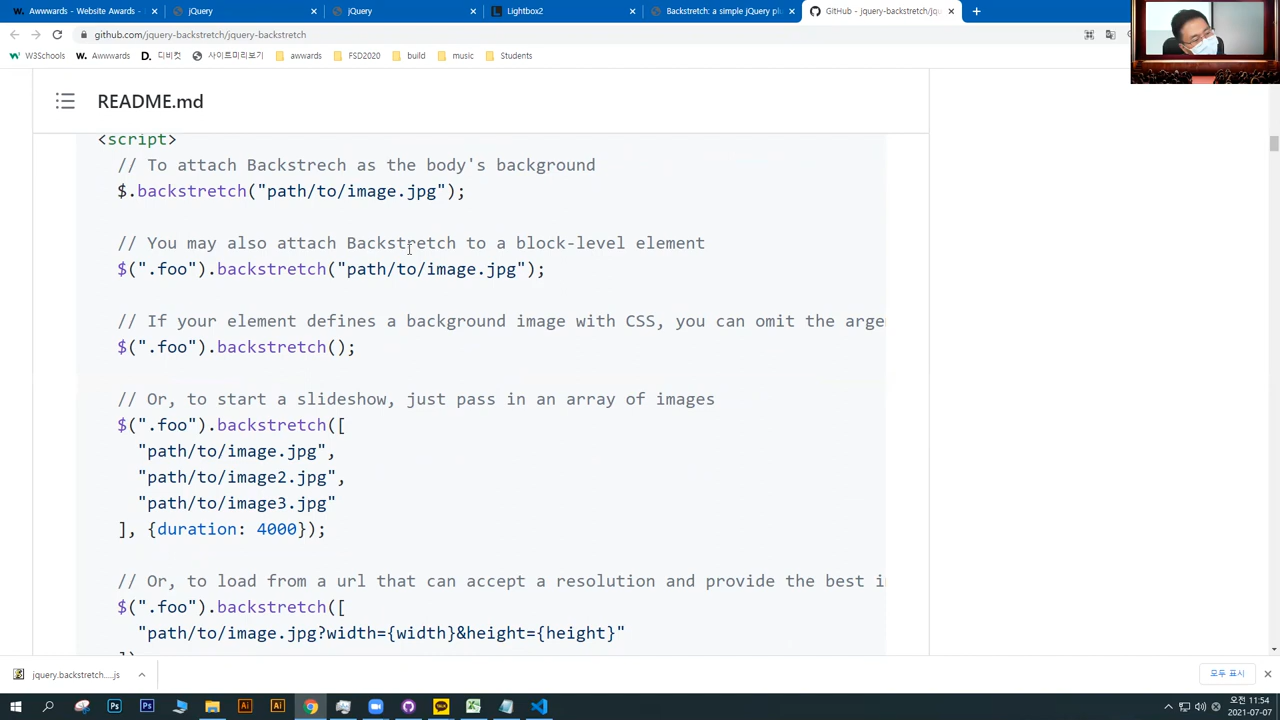 Awwwards - Website Awards -
jQuery
jQuery
Lightbox2
Backstretch: a simple jQuery plu
GitHub - jquery-backstretch/jqu
github.com/jquery-backstretch/jquery-backstretch
W3Schools
W. Awwwards
D. 디비컷
사이트미리보기
awwards
FSD2020
build
music
Students
README.md
<script>
// To attach Backstrech as the body's background
$.backstretch("path/to/image.jpg");
// You may also attach Backstretch to a block-level element
$(".foo").backstretch("path/to/image.jpg");
// If your element defines a background image with CSS, you can omit the arge
$(".foo").backstretch();
// Or, to start a slideshow, just pass in an array of images
$(".foo").backstretch([
"path/to/image.jpg",
"path/to/image2.jpg",
"path/to/image3.jpg"
], {duration: 4000});
// Or, to load from a url that can accept a resolution and provide the best i
$(".foo").backstretch([
"path/to/image.jpg?width={width}&height={height}"
jquery.backstretch....js
모두 표시
오전 11:54
2021-07-07